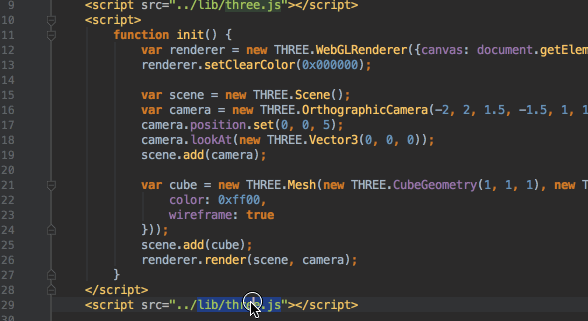 9 <script src="../lib/three.js"></script>
10 <script>
11 function init() {
12 var renderer = new THREE.WebGLRenderer({canvas: document.getElem
13 renderer.setClearColor(0x000000);
14
15 var scene = new THREE.Scene();
16 var camera = new THREE.OrthographicCamera(-2, 2, 1.5, -1.5, 1, 1
17 camera.position.set(0, 0, 5);
18 camera.lookAt(new THREE.Vector3(0, 0, 0));
19 scene.add(camera);
20
21 var cube = new THREE.Mesh(new THREE.CubeGeometry(1, 1, 1), new T
22 color: 0xff00,
23 wireframe: true
24 }));
25 scene.add(cube);
26 renderer.render(scene, camera);
27 }
28 </script>
29 <script src="../lib/three.js"></script>
30